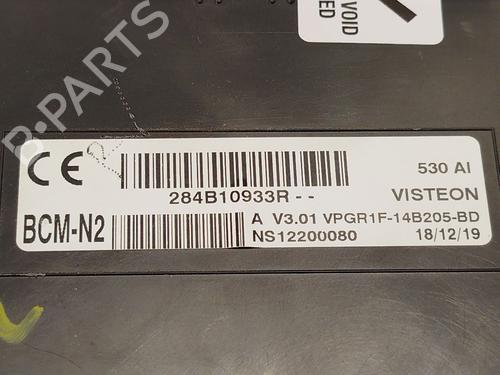 VOID
ED
B-PARTS
CE
530 AI
284B10933R--
VISTEON
BCM-N2
A V3.01 VPGR1F-14B205-BD
NS12200080
18/12/19